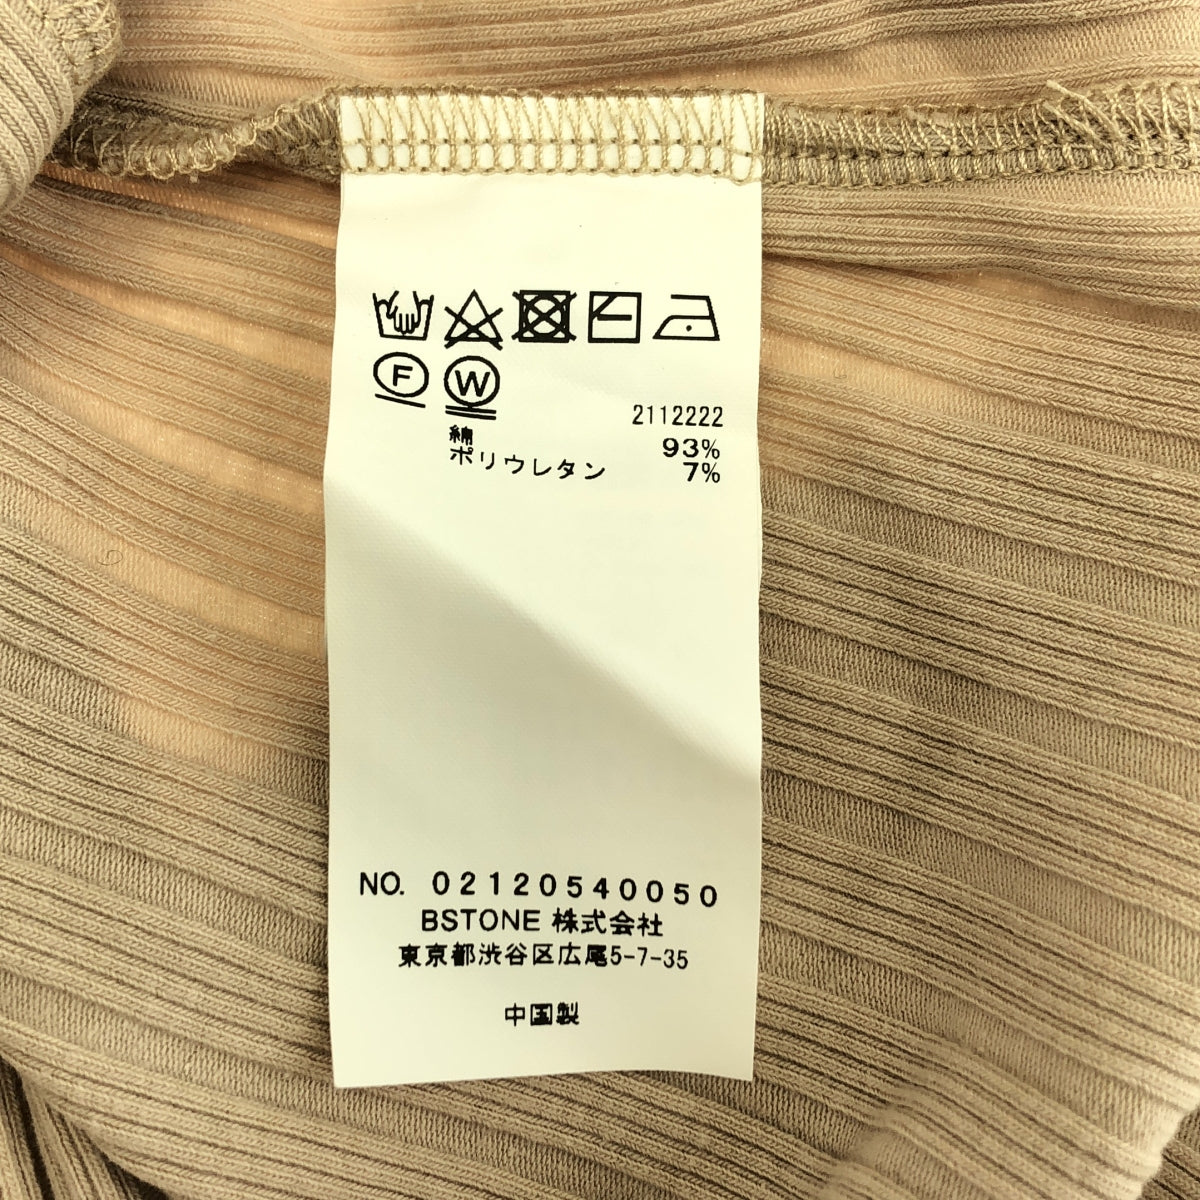 F W
2112222
綿 93%
ポリウレタン 7%
NO. 02120540050
BSTONE 株式会社
東京都渋谷区広尾5-7-35
中国製